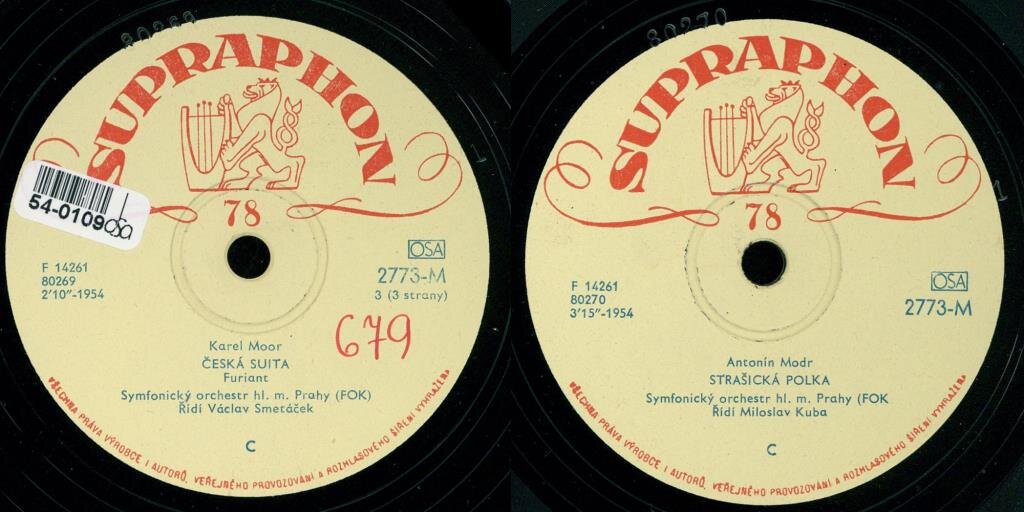 80269
SUPRAPHON
54-0109 osa
78
OSA
F 14261
80269
2'10"-1954
2773-M
3 (3 strany)
679
Karel Moor
ČESKÁ SUITA
Furiant
Symfonický orchestr hl. m. Prahy (FOK)
Řídí Václav Smetáček
C
VŠECHNA PRÁVA VÝROBCE I AUTORŮ, VEŘEJNÉHO PROVOZOVÁNÍ A ROZHLASOVÉHO ŠÍŘENÍ VYHRAŽENA
80270
SUPRAPHON
78
OSA
F 14261
80270
3'15"-1954
2773-M
Antonín Modr
STRAŠICKÁ POLKA
Symfonický orchestr hl. m. Prahy (FOK
Řídí Miloslav Kuba
C
VŠECHNA PRÁVA VÝROBCE I AUTORŮ, VEŘEJNÉHO PROVOZOVÁNÍ A ROZHLASOVÉHO ŠÍŘENÍ VYHRAŽENA